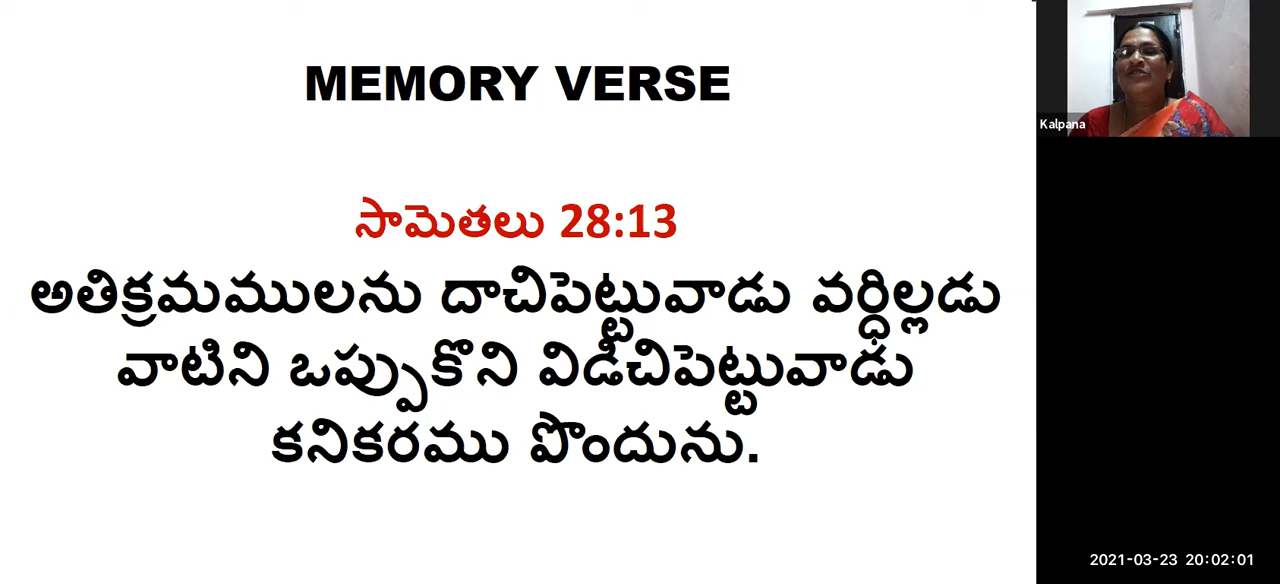 MEMORY VERSE
సామెతలు 28:13
అతిక్రమములను దాచిపెట్టువాడు వర్ధిల్లడు
వాటిని ఒప్పుకొని విడిచిపెట్టువాడు
కనికరము పొందును.
Kalpana
2021-03-23 20:02:01